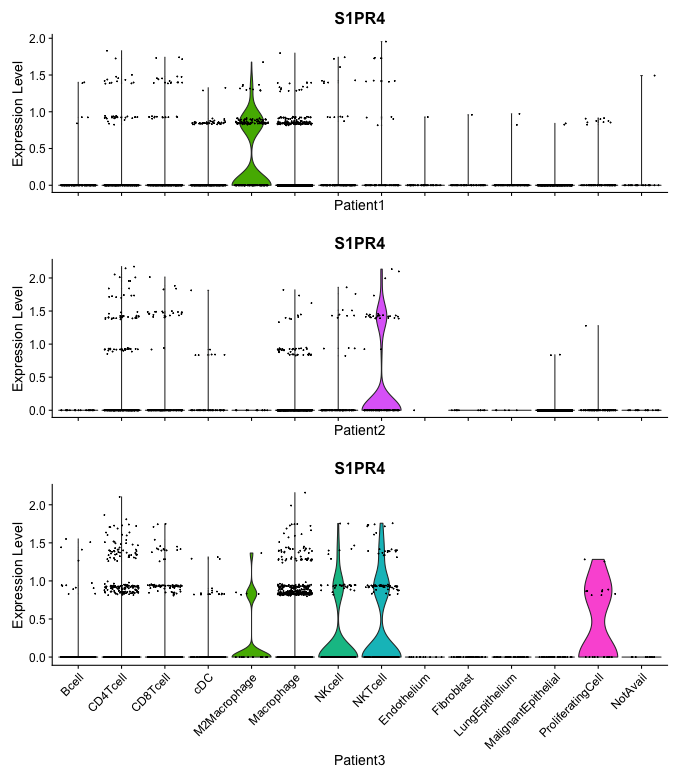 S1PR4
Expression Level
2.0
1.5
1.0
0.5
0.0
Patient1
S1PR4
Expression Level
2.0
1.5
1.0
0.5
0.0
Patient2
S1PR4
Expression Level
2.0
1.5
1.0
0.5
0.0
Bcell
CD4Tcell
CD8Tcell
cDC
M2Macrophage
Macrophage
NKcell
NKTcell
Endothelium
Fibroblast
LungEpithelium
MalignantEpithelial
ProliferatingCell
NotAvail
Patient3